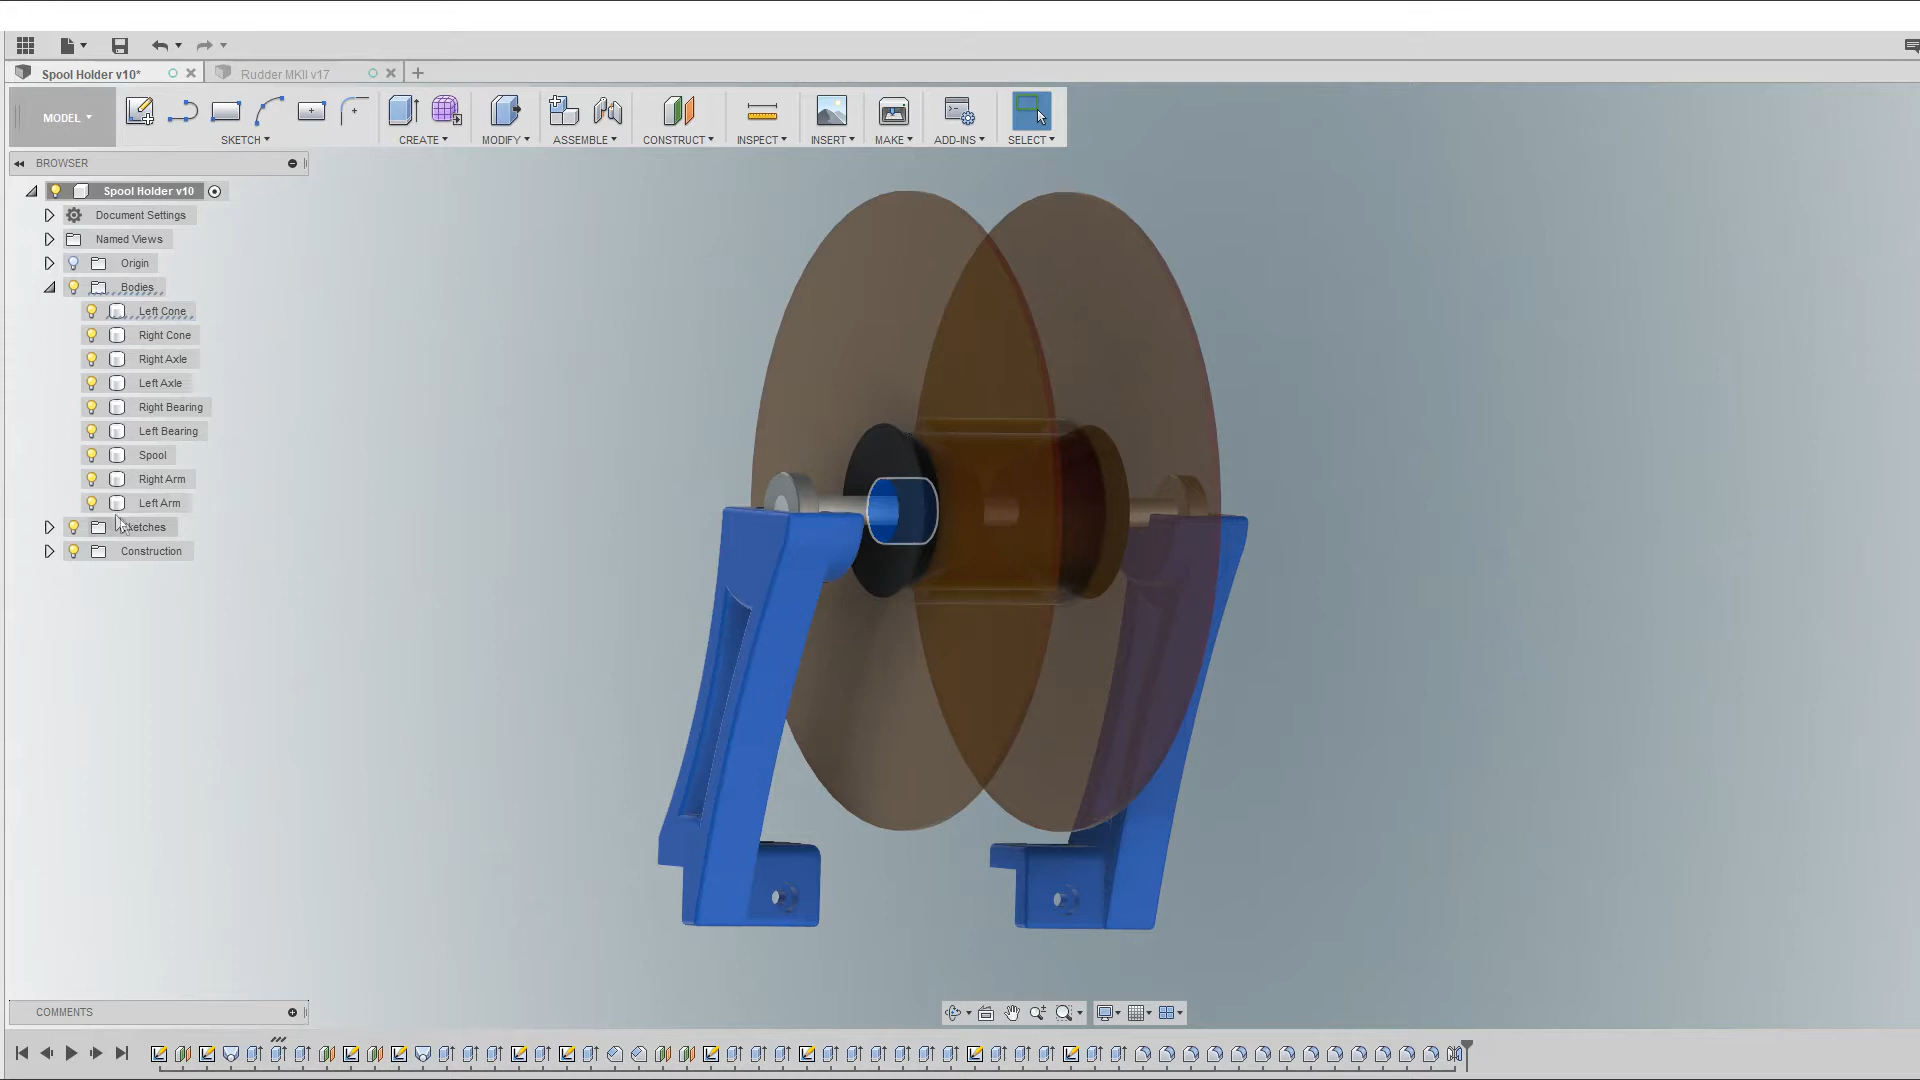 Spool Holder v10*
Rudder MKII v17
MODEL
SKETCH
CREATE
MODIFY
ASSEMBLE
CONSTRUCT
INSPECT
INSERT
MAKE
ADD-INS
SELECT
BROWSER
Spool Holder v10
Document Settings
Named Views
Origin
Bodies
Left Cone
Right Cone
Right Axle
Left Axle
Right Bearing
Left Bearing
Spool
Right Arm
Left Arm
Construction
COMMENTS